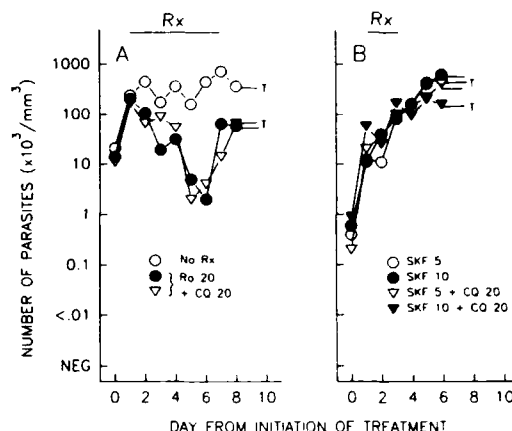 Rx
Rx
A
B
1000
100
10
1
0.1
<.01
NEG
NUMBER OF PARASITES (x10³/mm³)
T
T
T
T
No Rx
Ro 20
+ CQ 20
SKF 5
SKF 10
SKF 5 + CQ 20
SKF 10 + CQ 20
0 2 4 6 8 10
0 2 4 6 8 10
DAY FROM INITIATION OF TREATMENT